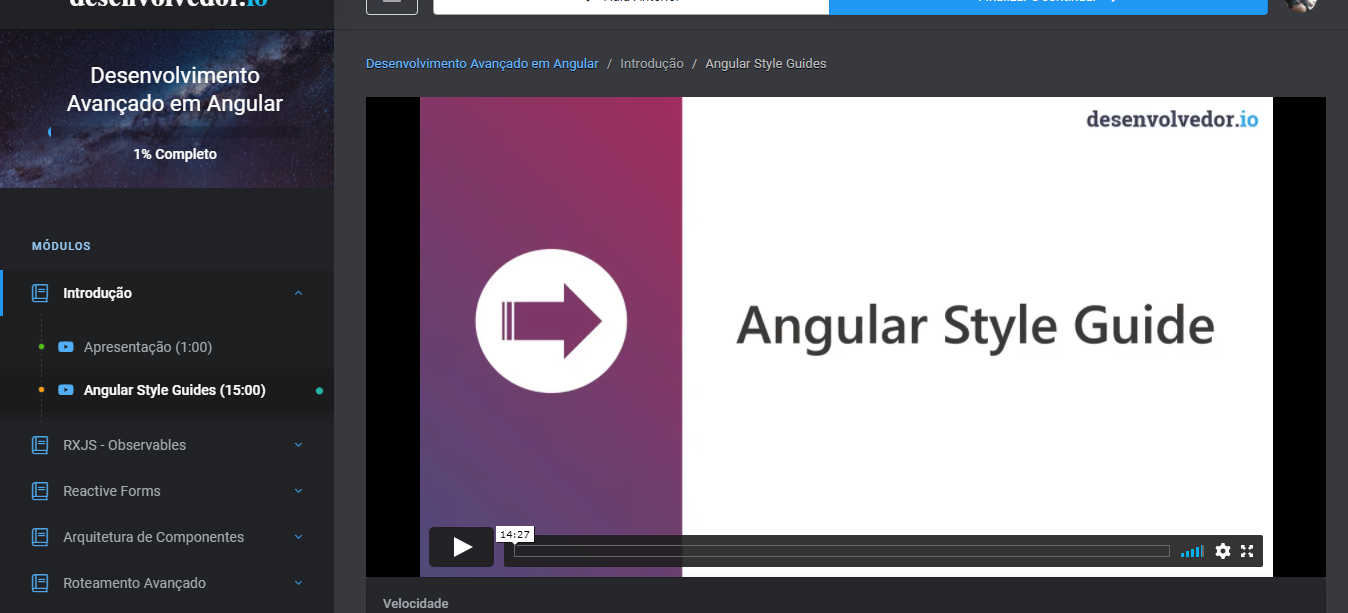 desenvolvedor.io
Aula Anterior
Finalizar e continuar
Desenvolvimento
Avançado em Angular
1% Completo
MÓDULOS
Introdução
Apresentação (1:00)
Angular Style Guides (15:00)
RXJS - Observables
Reactive Forms
Arquitetura de Componentes
Roteamento Avançado
Desenvolvimento Avançado em Angular / Introdução / Angular Style Guides
desenvolvedor.io
Angular Style Guide
14:27
Velocidade